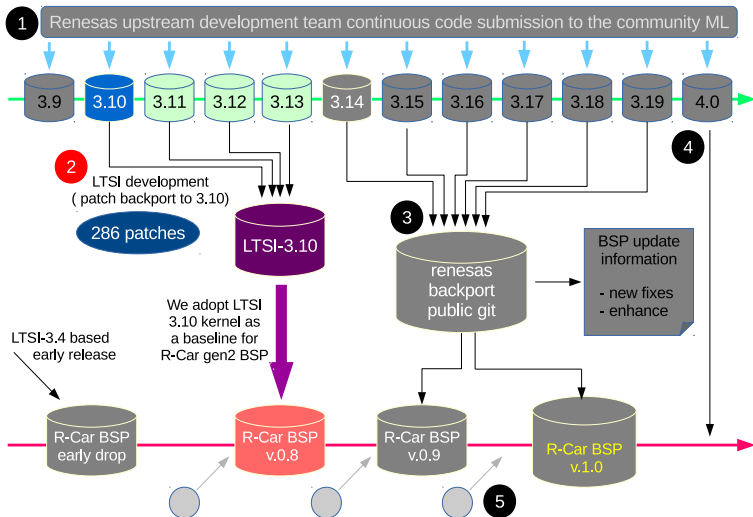 1 Renesas upstream development team continuous code submission to the community ML
3.9 3.10 3.11 3.12 3.13 3.14 3.15 3.16 3.17 3.18 3.19 4.0
2
4
LTSI development
( patch backport to 3.10)
286 patches
LTSI-3.10
3
renesas
backport
public git
BSP update
information
- new fixes
- enhance
We adopt LTSI
3.10 kernel as
a baseline for
R-Car gen2 BSP
LTSI-3.4 based
early release
R-Car BSP
early drop
R-Car BSP
v.0.8
R-Car BSP
v.0.9
R-Car BSP
v.1.0
5